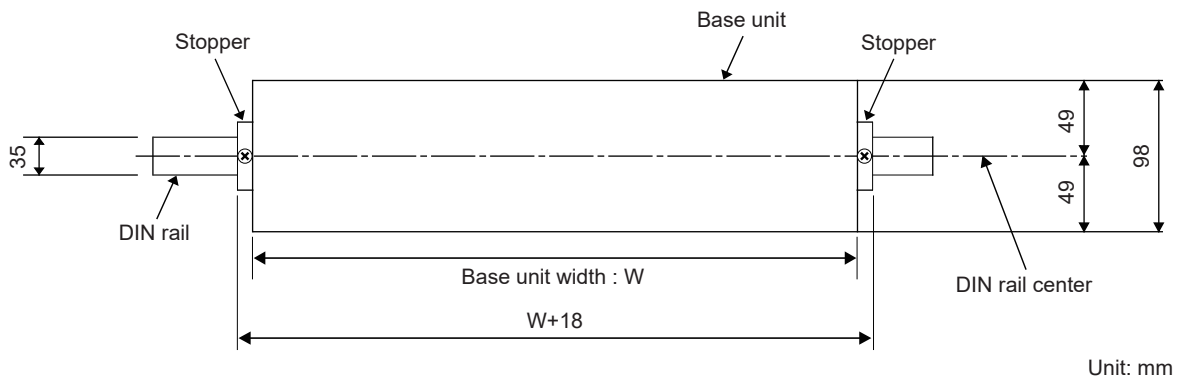 Base unit
Stopper
Stopper
35
49
98
49
DIN rail
Base unit width : W
DIN rail center
W+18
Unit: mm